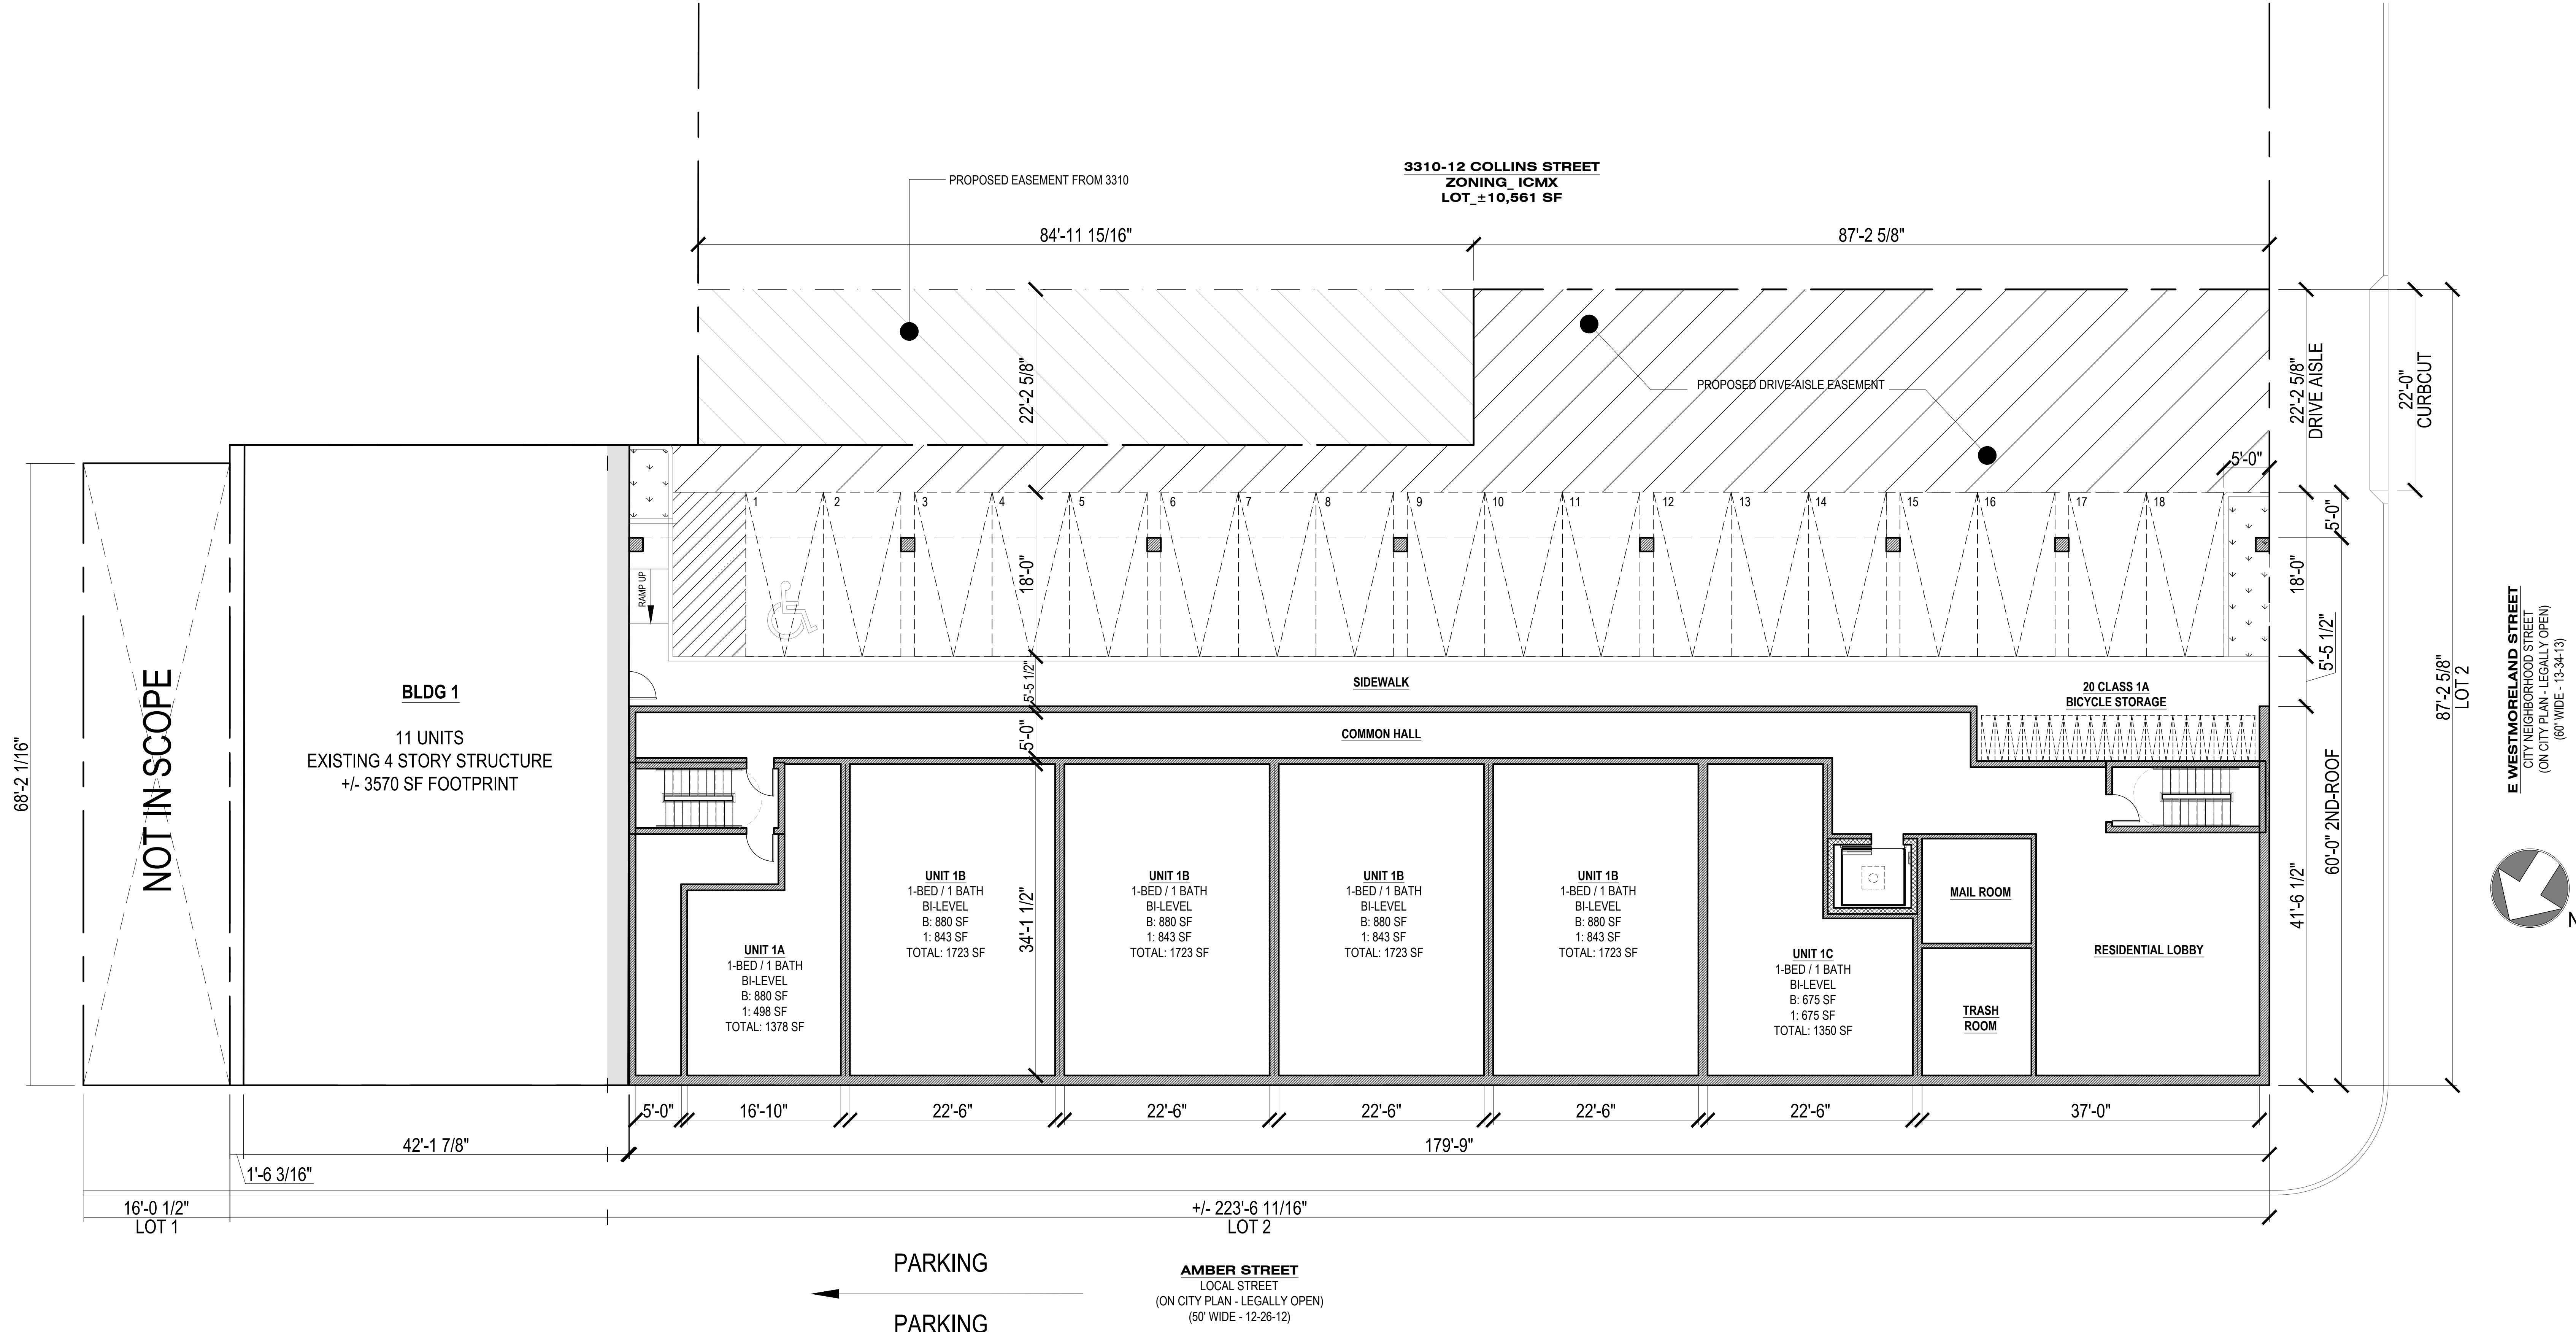 3310-12 COLLINS STREET
ZONING_ ICMX
LOT_±10,561 SF
PROPOSED EASEMENT FROM 3310
84'-11 15/16"
87'-2 5/8"
22'-2 5/8"
PROPOSED DRIVE-AISLE EASEMENT
22'-2 5/8"
DRIVE AISLE
22'-0"
CURBCUT
5'-0"
1
2
3
4
5
6
7
8
9
10
11
12
13
14
15
16
17
18
5'-0"
18'-0"
18'-0"
RAMP UP
5'-5 1/2"
5'-5 1/2"
SIDEWALK
20 CLASS 1A
BICYCLE STORAGE
COMMON HALL
5'-0"
68'-2 1/16"
NOT IN SCOPE
BLDG 1
11 UNITS
EXISTING 4 STORY STRUCTURE
+/- 3570 SF FOOTPRINT
UNIT 1A
1-BED / 1 BATH
BI-LEVEL
B: 880 SF
1: 498 SF
TOTAL: 1378 SF
UNIT 1B
1-BED / 1 BATH
BI-LEVEL
B: 880 SF
1: 843 SF
TOTAL: 1723 SF
34'-1 1/2"
UNIT 1B
1-BED / 1 BATH
BI-LEVEL
B: 880 SF
1: 843 SF
TOTAL: 1723 SF
UNIT 1B
1-BED / 1 BATH
BI-LEVEL
B: 880 SF
1: 843 SF
TOTAL: 1723 SF
UNIT 1B
1-BED / 1 BATH
BI-LEVEL
B: 880 SF
1: 843 SF
TOTAL: 1723 SF
UNIT 1C
1-BED / 1 BATH
BI-LEVEL
B: 675 SF
1: 675 SF
TOTAL: 1350 SF
MAIL ROOM
TRASH
ROOM
RESIDENTIAL LOBBY
41'-6 1/2"
60'-0" 2ND-ROOF
87'-2 5/8"
LOT 2
E WESTMORELAND STREET
CITY NEIGHBORHOOD STREET
(ON CITY PLAN - LEGALLY OPEN)
(60' WIDE - 13-34-13)
N
5'-0"
16'-10"
22'-6"
22'-6"
22'-6"
22'-6"
22'-6"
37'-0"
42'-1 7/8"
179'-9"
1'-6 3/16"
16'-0 1/2"
LOT 1
+/- 223'-6 11/16"
LOT 2
PARKING
PARKING
AMBER STREET
LOCAL STREET
(ON CITY PLAN - LEGALLY OPEN)
(50' WIDE - 12-26-12)